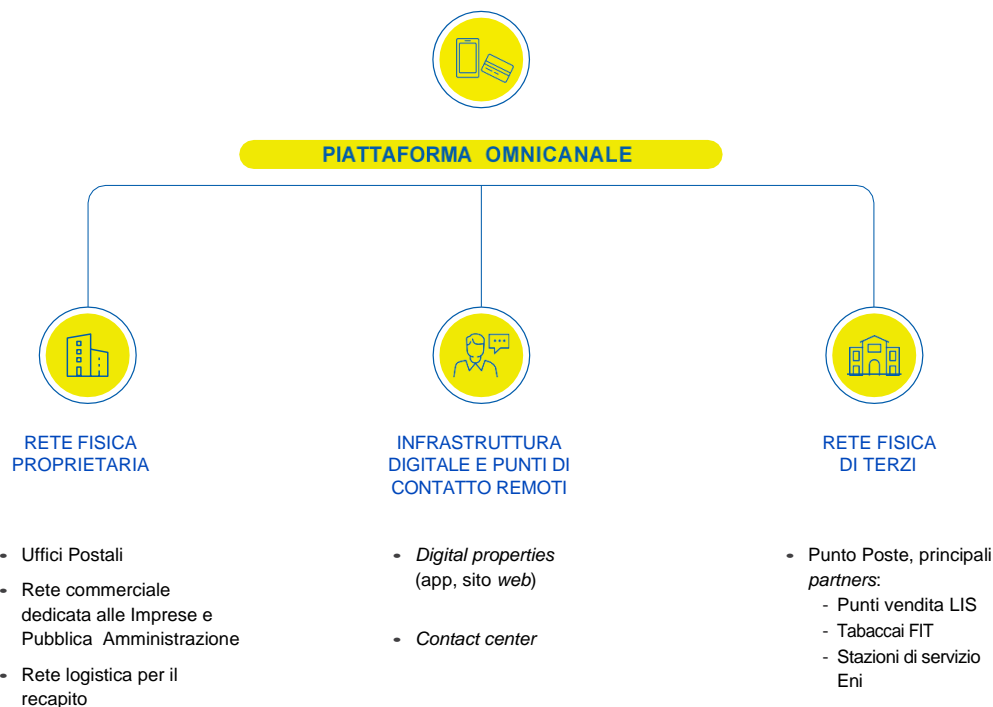 PIATTAFORMA OMNICANALE
RETE FISICA
PROPRIETARIA
• Uffici Postali
• Rete commerciale
dedicata alle Imprese e
Pubblica Amministrazione
• Rete logistica per il
recapito
INFRASTRUTTURA
DIGITALE E PUNTI DI
CONTATTO REMOTI
• Digital properties
(app, sito web)
• Contact center
RETE FISICA
DI TERZI
• Punto Poste, principali
partners:
- Punti vendita LIS
- Tabaccai FIT
- Stazioni di servizio
Eni